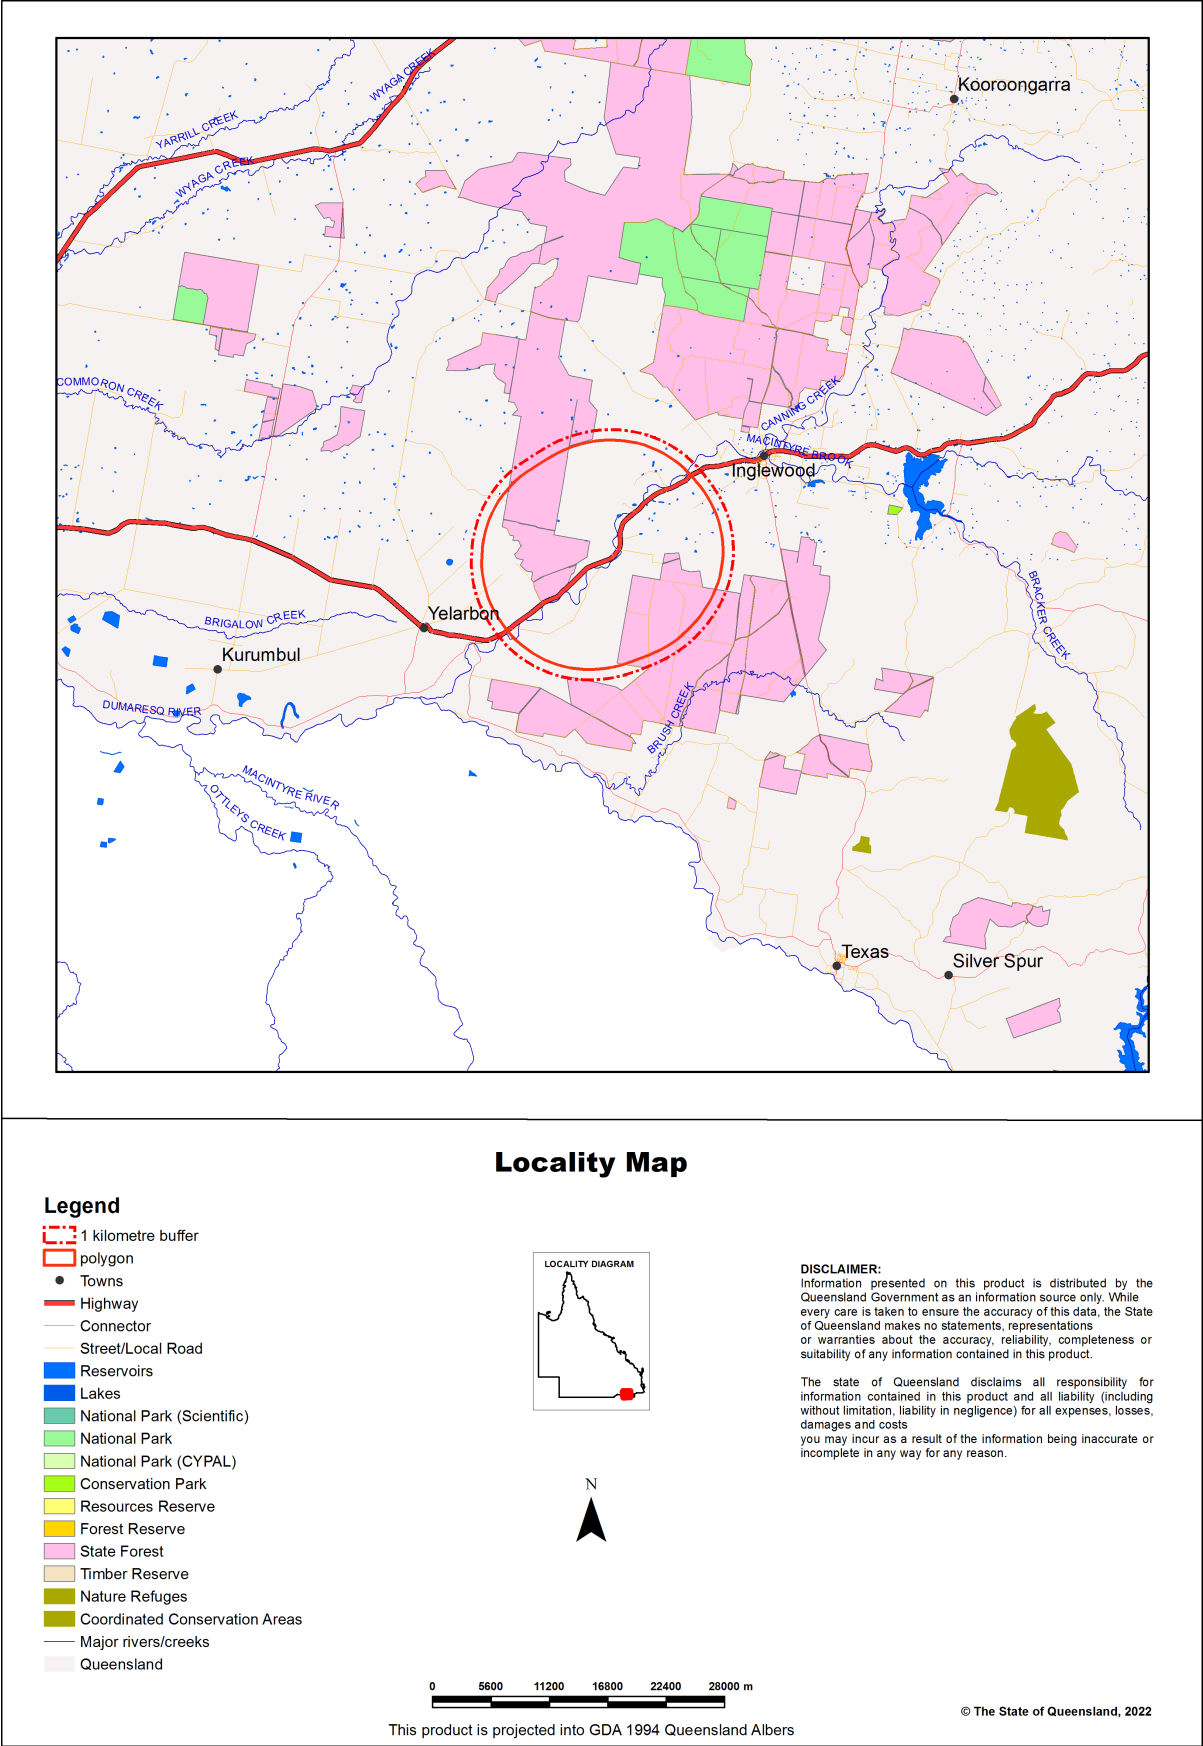 WYAGA CREEK
Kooroongarra
YARRILL CREEK
WYAGA CREEK
COMMORON CREEK
CANNING CREEK
MACINTYRE BROOK
Inglewood
BRACKER CREEK
Yelarbon
BRIGALOW CREEK
Kurumbul
DUMARESQ RIVER
BRUSH CREEK
MACINTYRE RIVER
OTTLEYS CREEK
Texas
Silver Spur
Locality Map
Legend
1 kilometre buffer
polygon
Towns
Highway
Connector
Street/Local Road
Reservoirs
Lakes
National Park (Scientific)
National Park
National Park (CYPAL)
Conservation Park
Resources Reserve
Forest Reserve
State Forest
Timber Reserve
Nature Refuges
Coordinated Conservation Areas
Major rivers/creeks
Queensland
LOCALITY DIAGRAM
N
DISCLAIMER:
Information presented on this product is distributed by the
Queensland Government as an information source only. While
every care is taken to ensure the accuracy of this data, the State
of Queensland makes no statements, representations
or warranties about the accuracy, reliability, completeness or
suitability of any information contained in this product.
The state of Queensland disclaims all responsibility for
information contained in this product and all liability (including
without limitation, liability in negligence) for all expenses, losses,
damages and costs
you may incur as a result of the information being inaccurate or
incomplete in any way for any reason.
0 5600 11200 16800 22400 28000 m
This product is projected into GDA 1994 Queensland Albers
© The State of Queensland, 2022